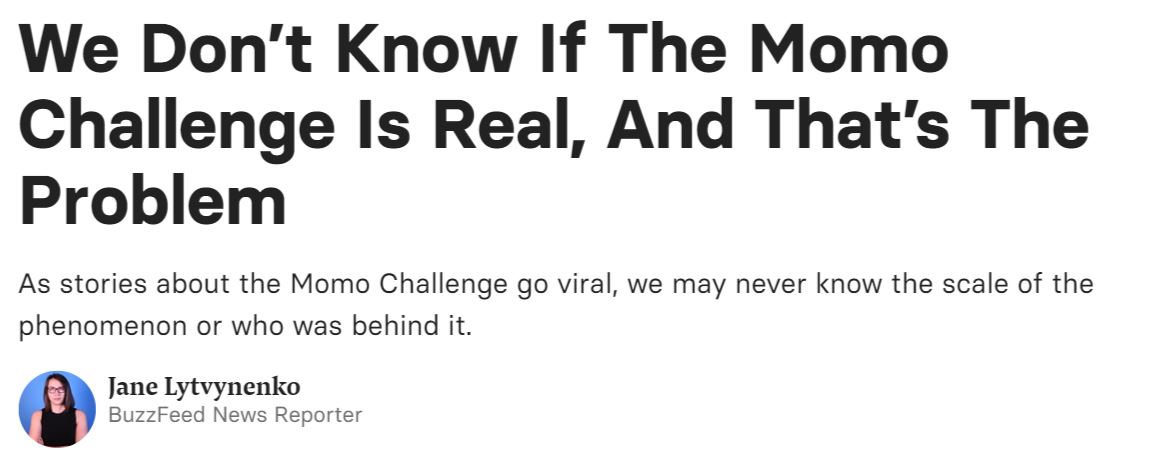 We Don’t Know If The Momo
Challenge Is Real, And That’s The
Problem
As stories about the Momo Challenge go viral, we may never know the scale of the
phenomenon or who was behind it.
Jane Lytvynenko
BuzzFeed News Reporter